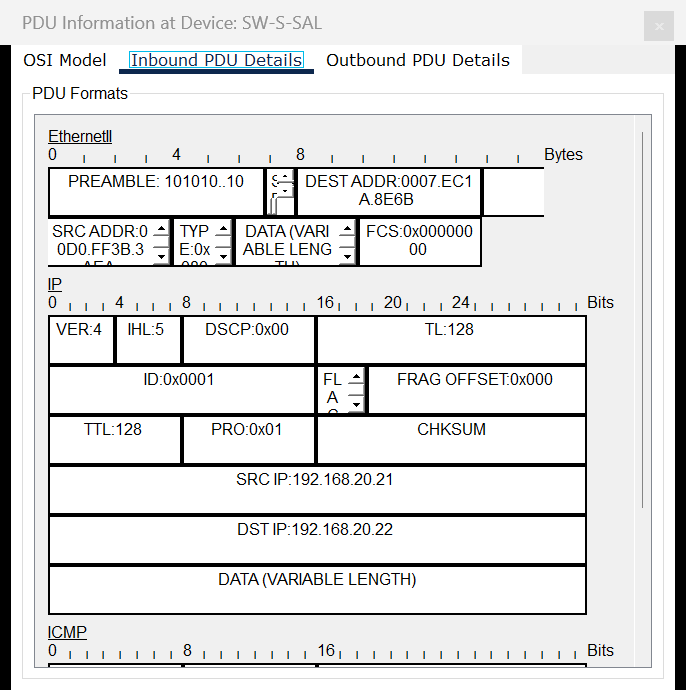 PDU Information at Device: SW-S-SAL
OSI Model Inbound PDU Details Outbound PDU Details
PDU Formats
EthernetII
0 4 8 Bytes
PREAMBLE: 101010..10 DEST ADDR:0007.EC1
A.8E6B
SRC ADDR:0 TYP DATA (VARI FCS:0x000000
0D0.FF3B.3 E:0x ABLE LENG 00
IP
0 4 8 16 20 24 Bits
VER:4 IHL:5 DSCP:0x00 TL:128
ID:0x0001 FL FRAG OFFSET:0x000
A
TTL:128 PRO:0x01 CHKSUM
SRC IP:192.168.20.21
DST IP:192.168.20.22
DATA (VARIABLE LENGTH)
ICMP
0 8 16 Bits